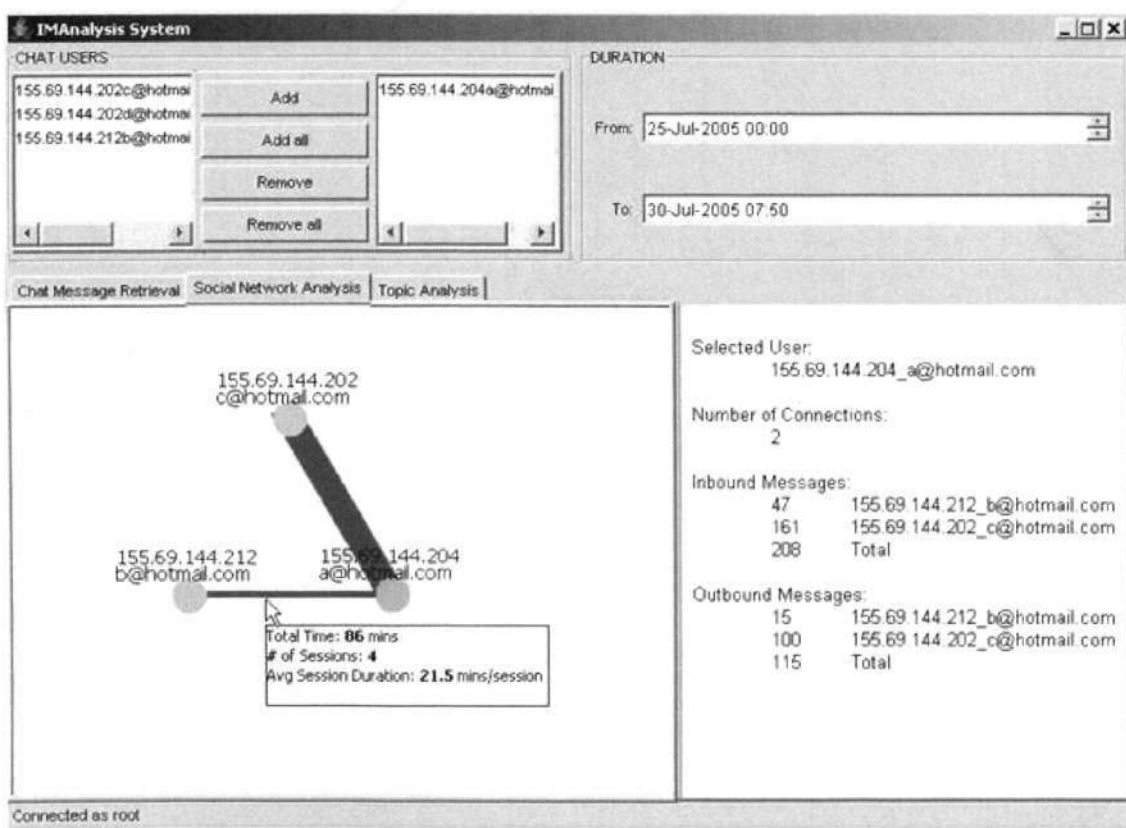 IMAnalysis System
CHAT USERS
155.69.144.202c@hotmai
155.69.144.202d@hotmai
155.69.144.212b@hotmai
Add
Add all
Remove
Remove all
155.69.144.204a@hotmai
DURATION
From: 25-Jul-2005 00:00
To: 30-Jul-2005 07:50
Chat Message Retrieval Social Network Analysis Topic Analysis
155.69.144.202
c@hotmail.com
155.69.144.212
b@hotmail.com
155.69.144.204
a@hotmail.com
Total Time: 86 mins
# of Sessions: 4
Avg Session Duration: 21.5 mins/session
Selected User:
155.69.144.204_a@hotmail.com
Number of Connections:
2
Inbound Messages:
47 155.69.144.212_b@hotmail.com
161 155.69.144.202_c@hotmail.com
208 Total
Outbound Messages:
15 155.69.144.212_b@hotmail.com
100 155.69.144.202_c@hotmail.com
115 Total
Connected as root